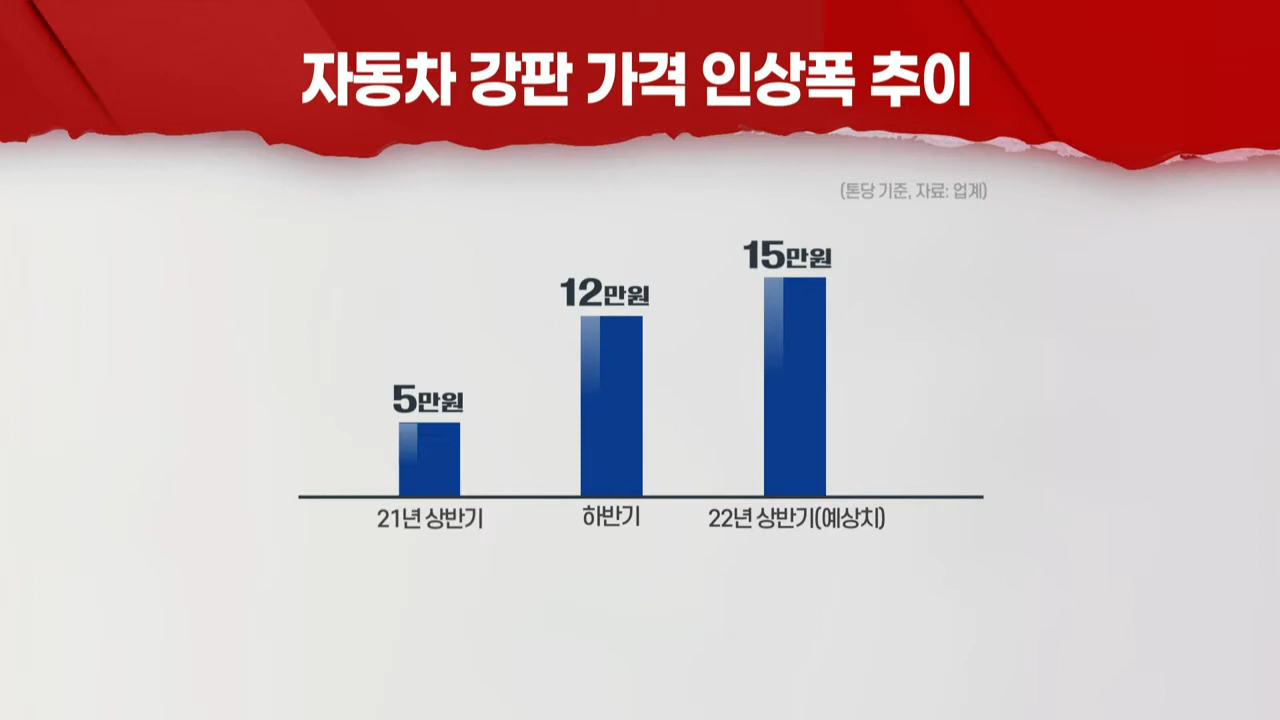 자동차 강판 가격 인상폭 추이
(톤당 기준, 자료: 업계)
5만원
12만원
15만원
21년 상반기
하반기
22년 상반기(예상치)